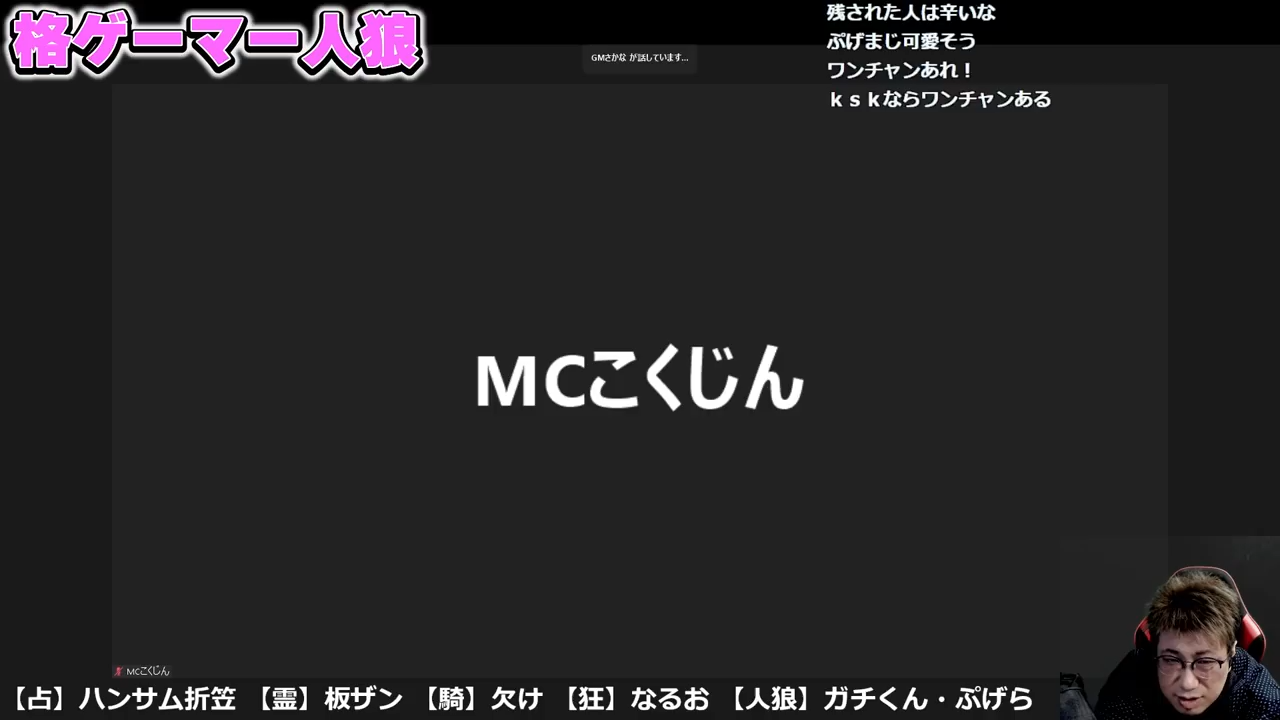 格ゲーマー人狼
残された人は辛いな
ぷげまじ可愛そう
ワンチャンあれ！
ｋｓｋならワンチャンある
GMさかな が話しています...
MCこくじん
MCこくじん
【占】ハンサム折笠 【霊】板ザン 【騎】欠け 【狂】なるお 【人狼】ガチくん・ぷげら